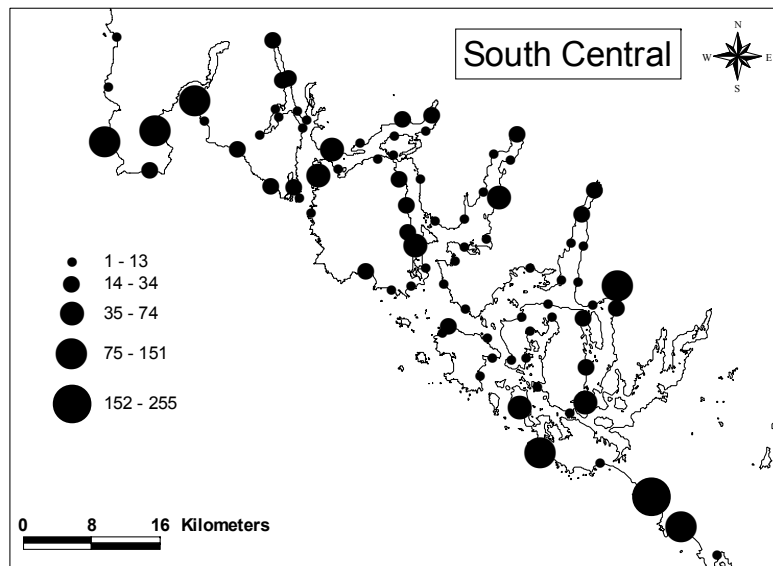 South Central
N
W E
S
1 - 13
14 - 34
35 - 74
75 - 151
152 - 255
0 8 16 Kilometers